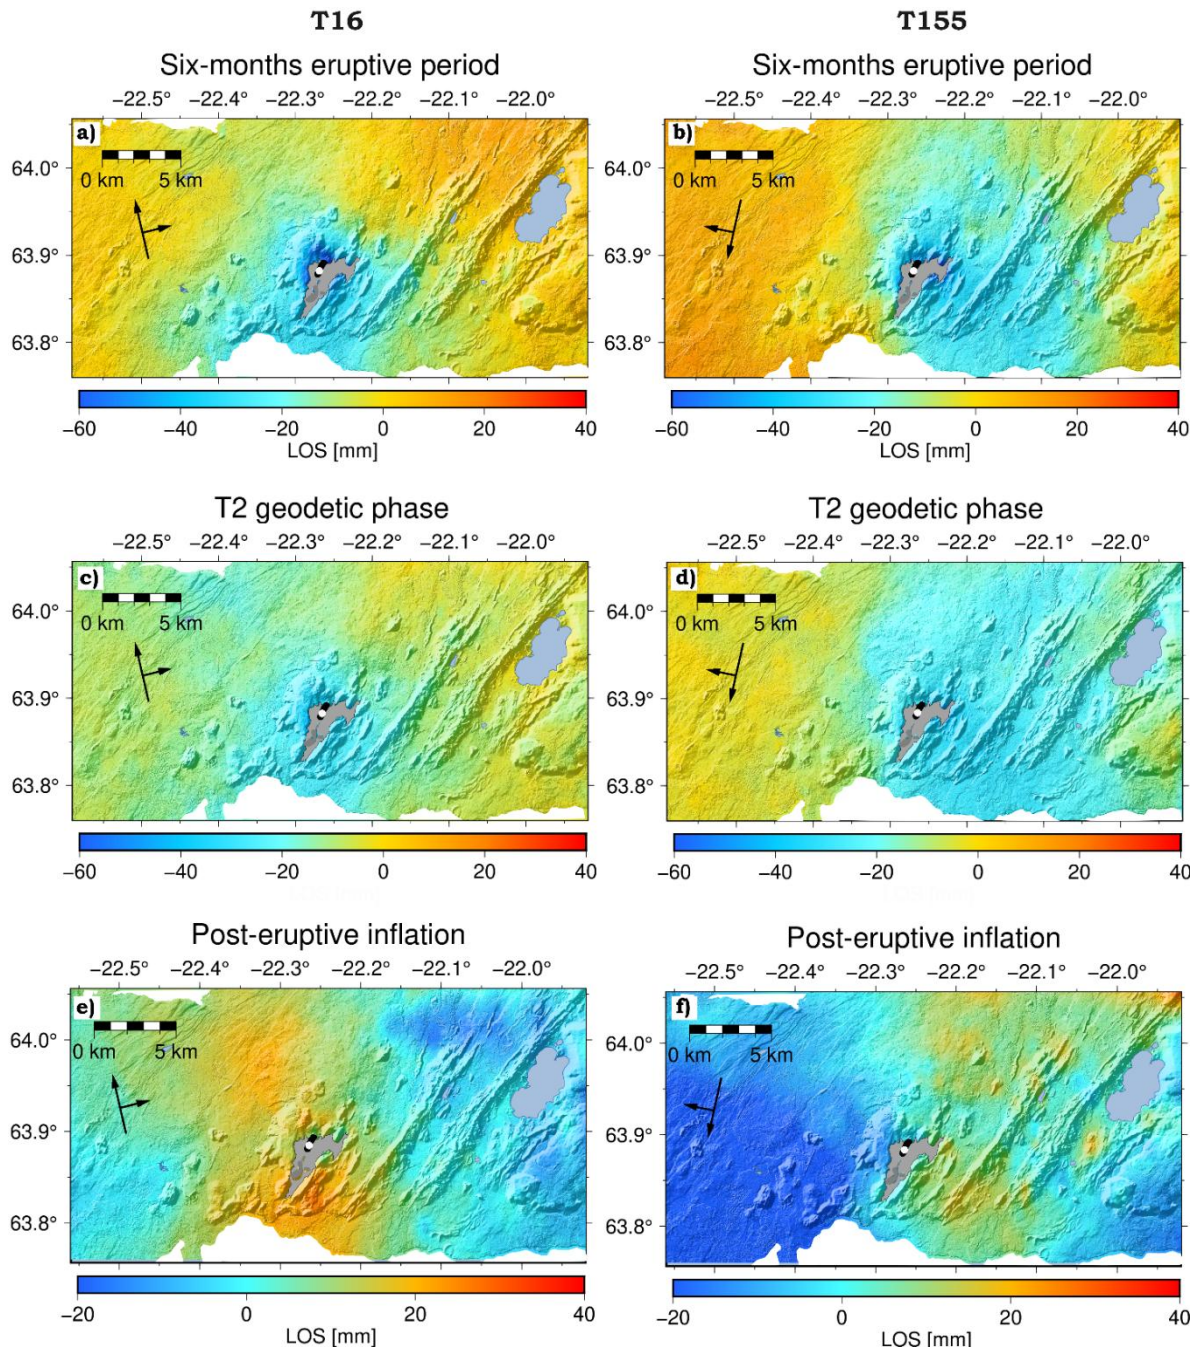 T16 T155
Six-months eruptive period Six-months eruptive period
−22.5° −22.4° −22.3° −22.2° −22.1° −22.0° −22.5° −22.4° −22.3° −22.2° −22.1° −22.0°
a) b)
64.0° 64.0°
0 km 5 km 0 km 5 km
63.9° 63.9°
63.8° 63.8°
−60 −40 −20 0 20 40 −60 −40 −20 0 20 40
LOS [mm] LOS [mm]
T2 geodetic phase T2 geodetic phase
−22.5° −22.4° −22.3° −22.2° −22.1° −22.0° −22.5° −22.4° −22.3° −22.2° −22.1° −22.0°
c) d)
64.0° 64.0°
0 km 5 km 0 km 5 km
63.9° 63.9°
63.8° 63.8°
−60 −40 −20 0 20 40 −60 −40 −20 0 20 40
Post-eruptive inflation Post-eruptive inflation
−22.5° −22.4° −22.3° −22.2° −22.1° −22.0° −22.5° −22.4° −22.3° −22.2° −22.1° −22.0°
e) f)
64.0° 64.0°
0 km 5 km 0 km 5 km
63.9° 63.9°
63.8° 63.8°
−20 0 20 40 −20 0 20 40
LOS [mm] LOS [mm]